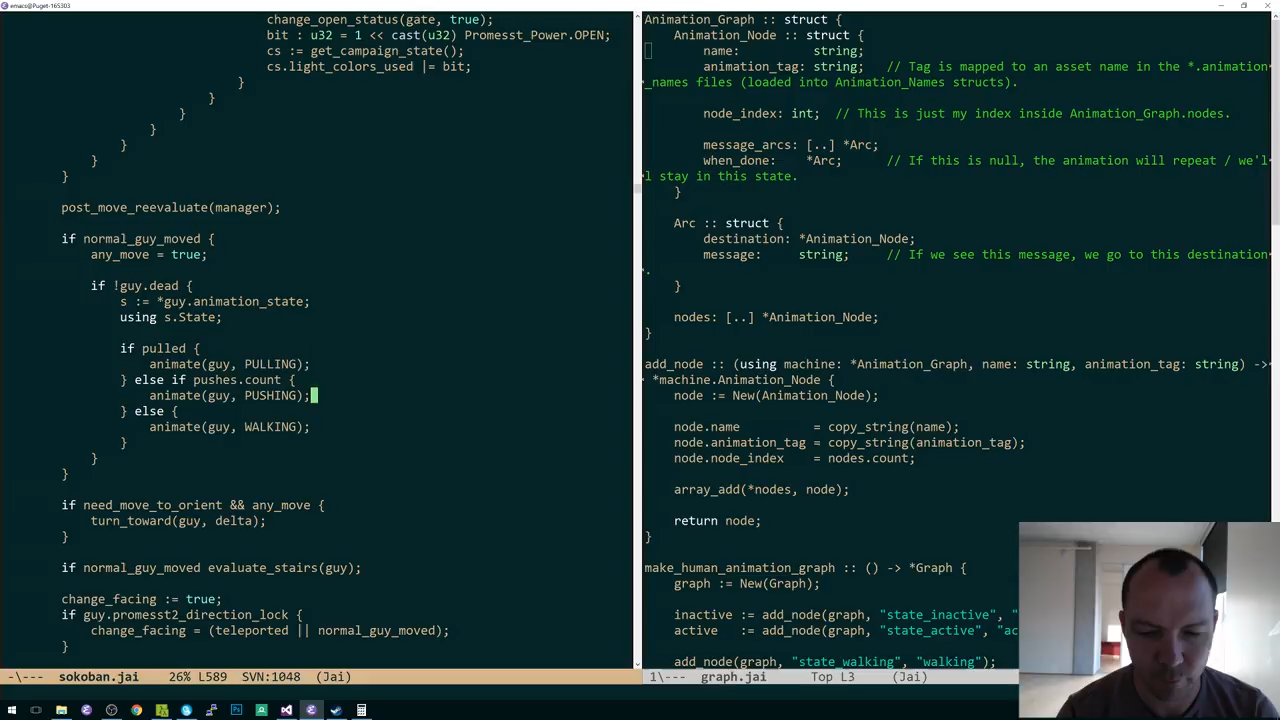 emacs@Puget-165303
change_open_status(gate, true);
bit : u32 = 1 << cast(u32) Promesst_Power.OPEN;
cs := get_campaign_state();
cs.light_colors_used |= bit;
}
}
}
}
}
}
}
post_move_reevaluate(manager);
if normal_guy_moved {
any_move = true;
if !guy.dead {
s := *guy.animation_state;
using s.State;
if pulled {
animate(guy, PULLING);
} else if pushes.count {
animate(guy, PUSHING);
} else {
animate(guy, WALKING);
}
}
}
if need_move_to_orient && any_move {
turn_toward(guy, delta);
}
if normal_guy_moved evaluate_stairs(guy);
change_facing := true;
if guy.promesst2_direction_lock {
change_facing = (teleported || normal_guy_moved);
}
-\--- sokoban.jai 26% L589 SVN:1048 (Jai)
Animation_Graph :: struct {
Animation_Node :: struct {
name: string;
animation_tag: string; // Tag is mapped to an asset name in the *.animation
_names files (loaded into Animation_Names structs).
node_index: int; // This is just my index inside Animation_Graph.nodes.
message_arcs: [..] *Arc;
when_done: *Arc; // If this is null, the animation will repeat / we'l
l stay in this state.
}
Arc :: struct {
destination: *Animation_Node;
message: string; // If we see this message, we go to this destination
.
}
nodes: [..] *Animation_Node;
}
add_node :: (using machine: *Animation_Graph, name: string, animation_tag: string) ->
*machine.Animation_Node {
node := New(Animation_Node);
node.name = copy_string(name);
node.animation_tag = copy_string(animation_tag);
node.node_index = nodes.count;
array_add(*nodes, node);
return node;
}
make_human_animation_graph :: () -> *Graph {
graph := New(Graph);
inactive := add_node(graph, "state_inactive", "
active := add_node(graph, "state_active", "ac
add_node(graph, "state_walking", "walking");
1\--- graph.jai Top L3 (Jai)